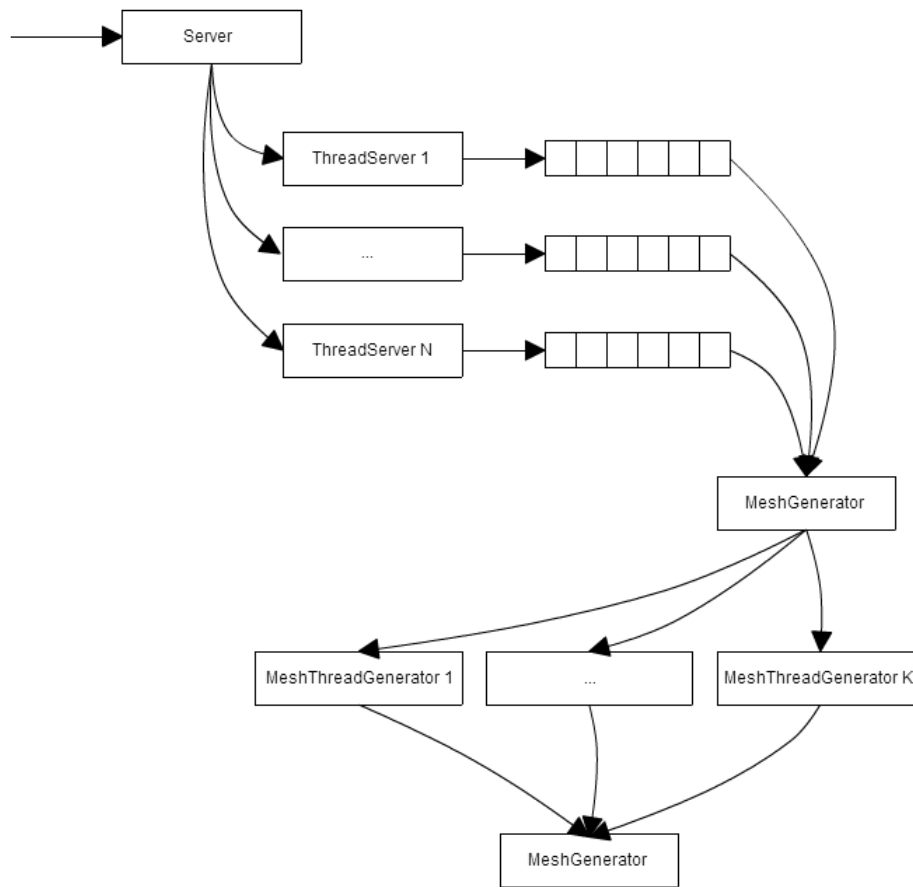 Server
ThreadServer 1
...
ThreadServer N
MeshGenerator
MeshThreadGenerator 1
...
MeshThreadGenerator K
MeshGenerator